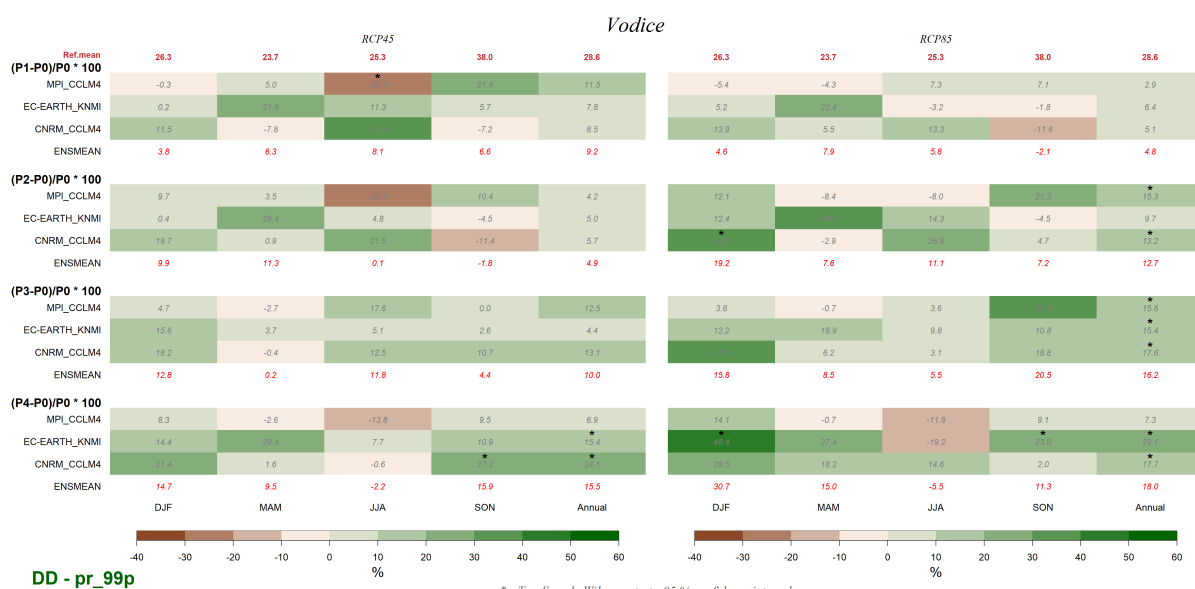 Vodice
RCP45 RCP85
Ref.mean 26.3 23.7 25.3 38.0 28.6 26.3 23.7 25.3 38.0 28.6
(P1-P0)/P0 * 100
MPI_CCLM4 -0.3 5.0 * 21.4 11.5 -5.4 -4.3 7.3 7.1 2.9
EC-EARTH_KNMI 0.2 21.6 11.3 5.7 7.8 5.2 22.4 -3.2 -1.8 6.4
CNRM_CCLM4 11.5 -7.8 -7.2 8.5 13.9 5.5 13.3 -11.6 5.1
ENSMEAN 3.8 6.3 8.1 6.6 9.2 4.6 7.9 5.8 -2.1 4.8
(P2-P0)/P0 * 100
MPI_CCLM4 9.7 3.5 10.4 4.2 12.1 -8.4 -8.0 21.3 * 15.3
EC-EARTH_KNMI 0.4 29.4 4.8 -4.5 5.0 12.4 14.3 -4.5 9.7
CNRM_CCLM4 19.7 0.9 21.5 -11.4 5.7 * -2.9 26.9 4.7 * 13.2
ENSMEAN 9.9 11.3 0.1 -1.8 4.9 19.2 7.6 11.1 7.2 12.7
(P3-P0)/P0 * 100
MPI_CCLM4 4.7 -2.7 17.6 0.0 12.5 3.6 -0.7 3.6 * 15.6
EC-EARTH_KNMI 15.6 3.7 5.1 2.6 4.4 12.2 19.9 9.8 10.8 * 15.4
CNRM_CCLM4 18.2 -0.4 12.5 10.7 13.1 6.2 3.1 18.8 * 17.6
ENSMEAN 12.8 0.2 11.8 4.4 10.0 15.8 8.5 5.5 20.5 16.2
(P4-P0)/P0 * 100
MPI_CCLM4 8.3 -2.6 -13.8 9.5 6.9 14.1 -0.7 -11.8 9.1 7.3
EC-EARTH_KNMI 14.4 29.4 7.7 10.9 * 15.4 * 48.4 27.4 -19.2 * 23.0 * 29.1
CNRM_CCLM4 21.4 1.6 -0.6 * 27.2 * 24.1 29.5 18.2 14.6 2.0 * 17.7
ENSMEAN 14.7 9.5 -2.2 15.9 15.5 30.7 15.0 -5.5 11.3 18.0
DJF MAM JJA SON Annual DJF MAM JJA SON Annual
-40 -30 -20 -10 0 10 20 30 40 50 60 -40 -30 -20 -10 0 10 20 30 40 50 60
% %
DD - pr_99p